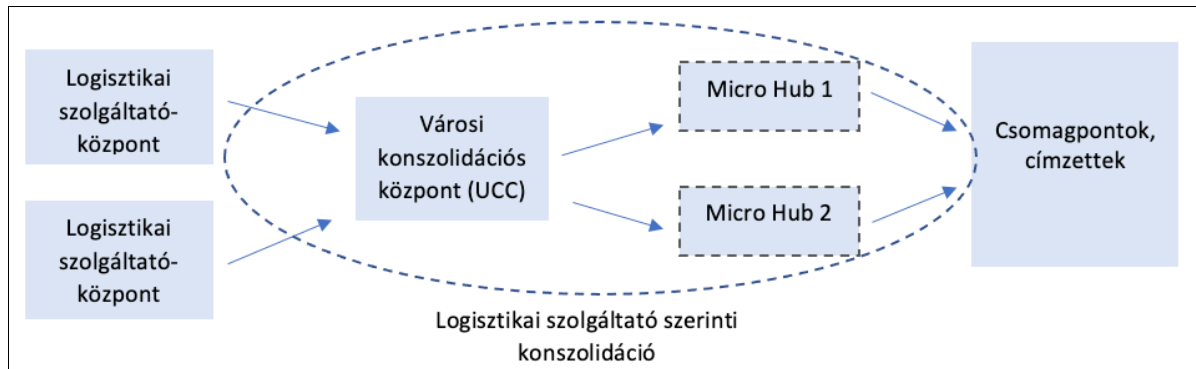 Logisztikai
szolgáltató-
központ
Logisztikai
szolgáltató-
központ
Városi
konszolidációs
központ (UCC)
Micro Hub 1
Micro Hub 2
Csomagpontok,
címzettek
Logisztikai szolgáltató szerinti
konszolidáció